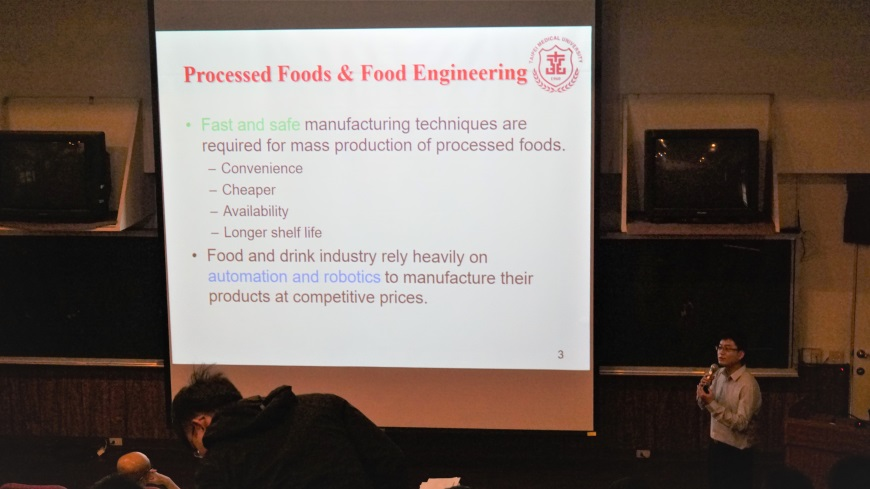 Processed Foods & Food Engineering
TAIPEI MEDICAL UNIVERSITY
1960
• Fast and safe manufacturing techniques are
required for mass production of processed foods.
– Convenience
– Cheaper
– Availability
– Longer shelf life
• Food and drink industry rely heavily on
automation and robotics to manufacture their
products at competitive prices.
3